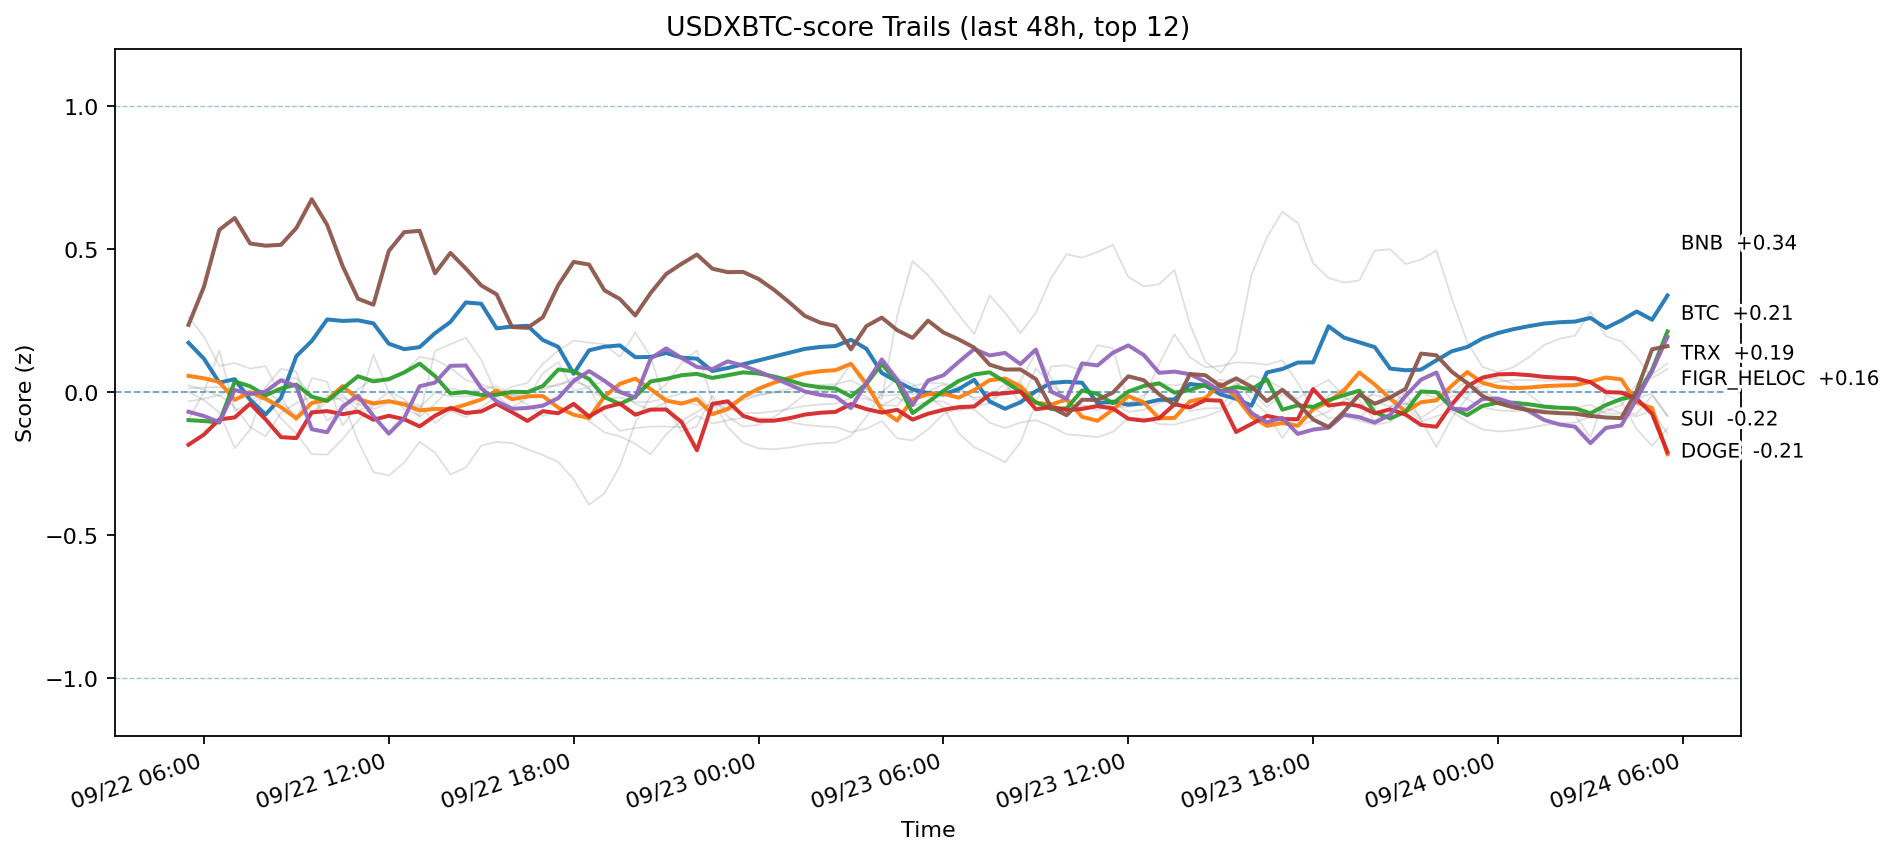 USDXBTC-score Trails (last 48h, top 12)
Score (z)
1.0
0.5
0.0
−0.5
−1.0
BNB +0.34
BTC +0.21
TRX +0.19
FIGR_HELOC +0.16
SUI -0.22
DOGE -0.21
09/22 06:00
09/22 12:00
09/22 18:00
09/23 00:00
09/23 06:00
09/23 12:00
09/23 18:00
09/24 00:00
09/24 06:00
Time